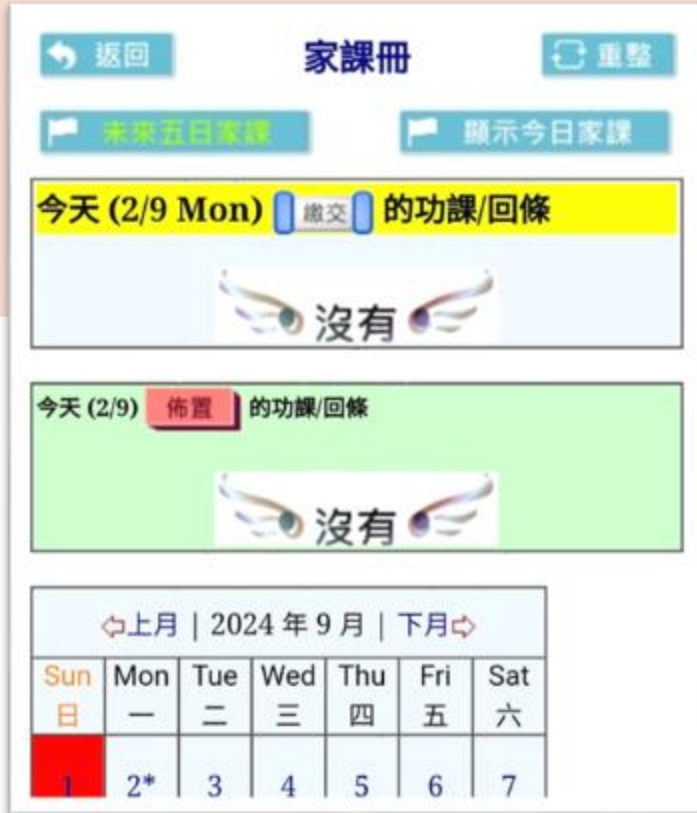 返回 家課冊 重整
未來五日家課 顯示今日家課
今天 (2/9 Mon) 繳交 的功課/回條
沒有
今天 (2/9) 佈置 的功課/回條
沒有
上月 | 2024 年 9 月 | 下月
Sun Mon Tue Wed Thu Fri Sat
日 一 二 三 四 五 六
1 2* 3 4 5 6 7